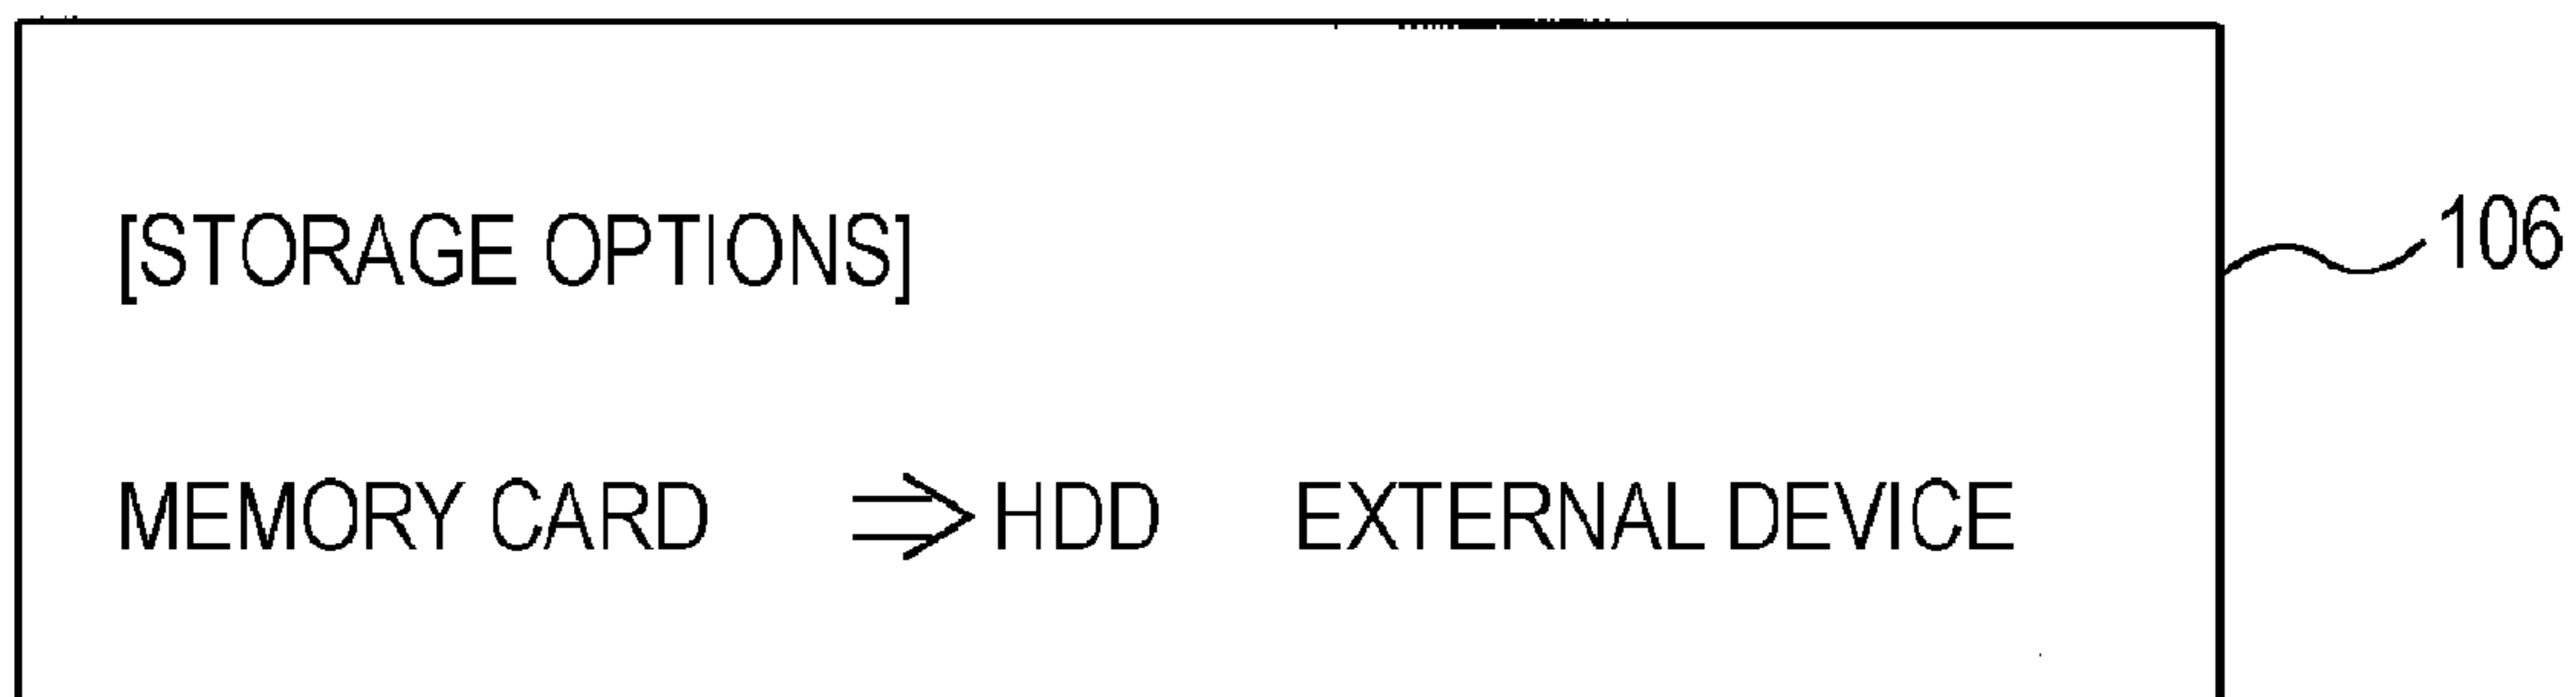 [STORAGE OPTIONS]
106
MEMORY CARD ⇒ HDD EXTERNAL DEVICE